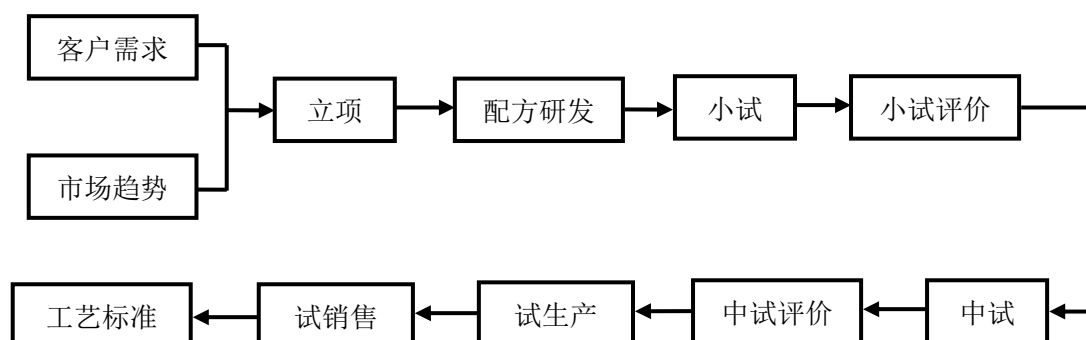 客户需求
市场趋势
立项
配方研发
小试
小试评价
中试
中试评价
试生产
试销售
工艺标准